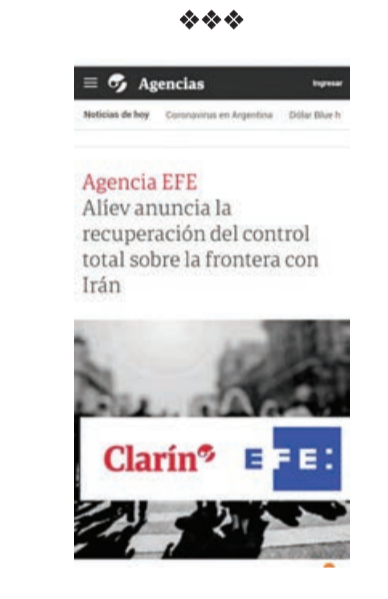 Agencias
Ingresar
Noticias de hoy Coronavirus en Argentina Dólar Blue h
Agencia EFE
Alíev anuncia la
recuperación del control
total sobre la frontera con
Irán
Clarín EFE: